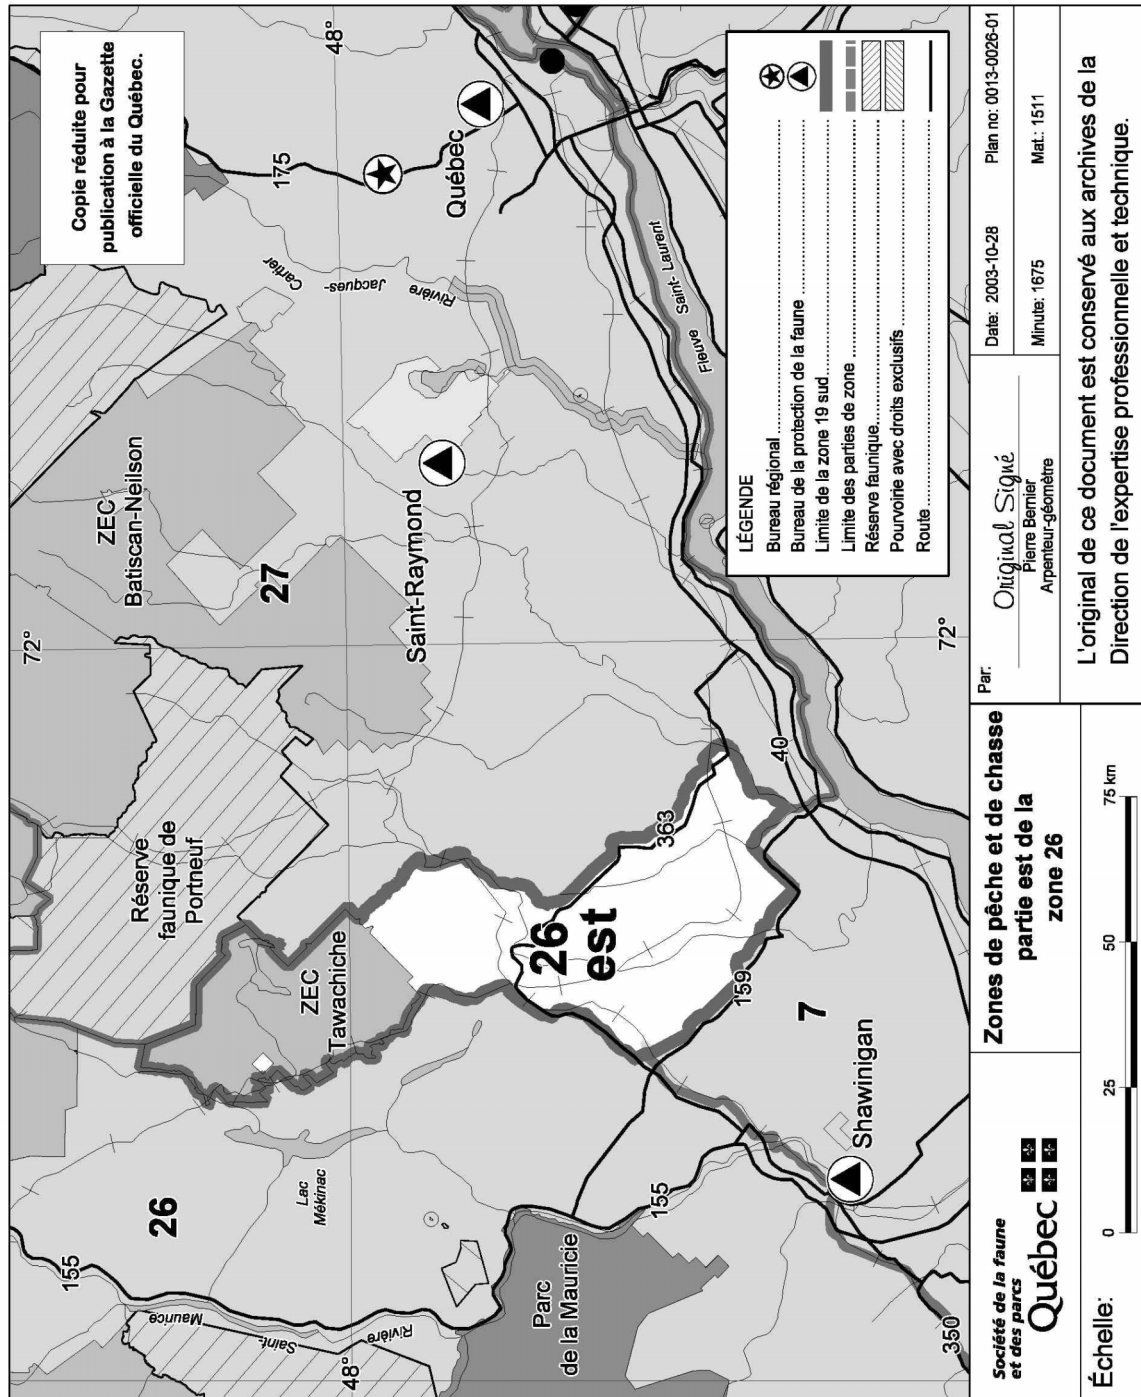 Copie réduite pour
publication à la Gazette
officielle du Québec.
48°
175
Québec
Rivière
Jacques-
Cartier
ZEC
Batiscan-Neilson
27
Saint-Raymond
72°
Réserve
faunique de
Portneuf
ZEC
Tawachiche
26
est
363
159
40
72°
7
Shawinigan
26
Lac
Mékinac
155
155
Rivière
Saint-
Maurice
48°
Parc
de la Mauricie
350
Fleuve Saint-Laurent
LÉGENDE
Bureau régional
Bureau de la protection de la faune
Limite de la zone 19 sud
Limite des parties de zone
Réserve faunique
Pourvoirie avec droits exclusifs
Route
Société de la faune
et des parcs
Québec
Échelle:
0 25 50 75 km
Zones de pêche et de chasse
partie est de la
zone 26
Par:
Original Signé
Pierre Bernier
Arpenteur-géomètre
Date: 2003-10-28
Plan no: 0013-0026-01
Minute: 1675
Mat.: 1511
L'original de ce document est conservé aux archives de la
Direction de l'expertise professionnelle et technique.